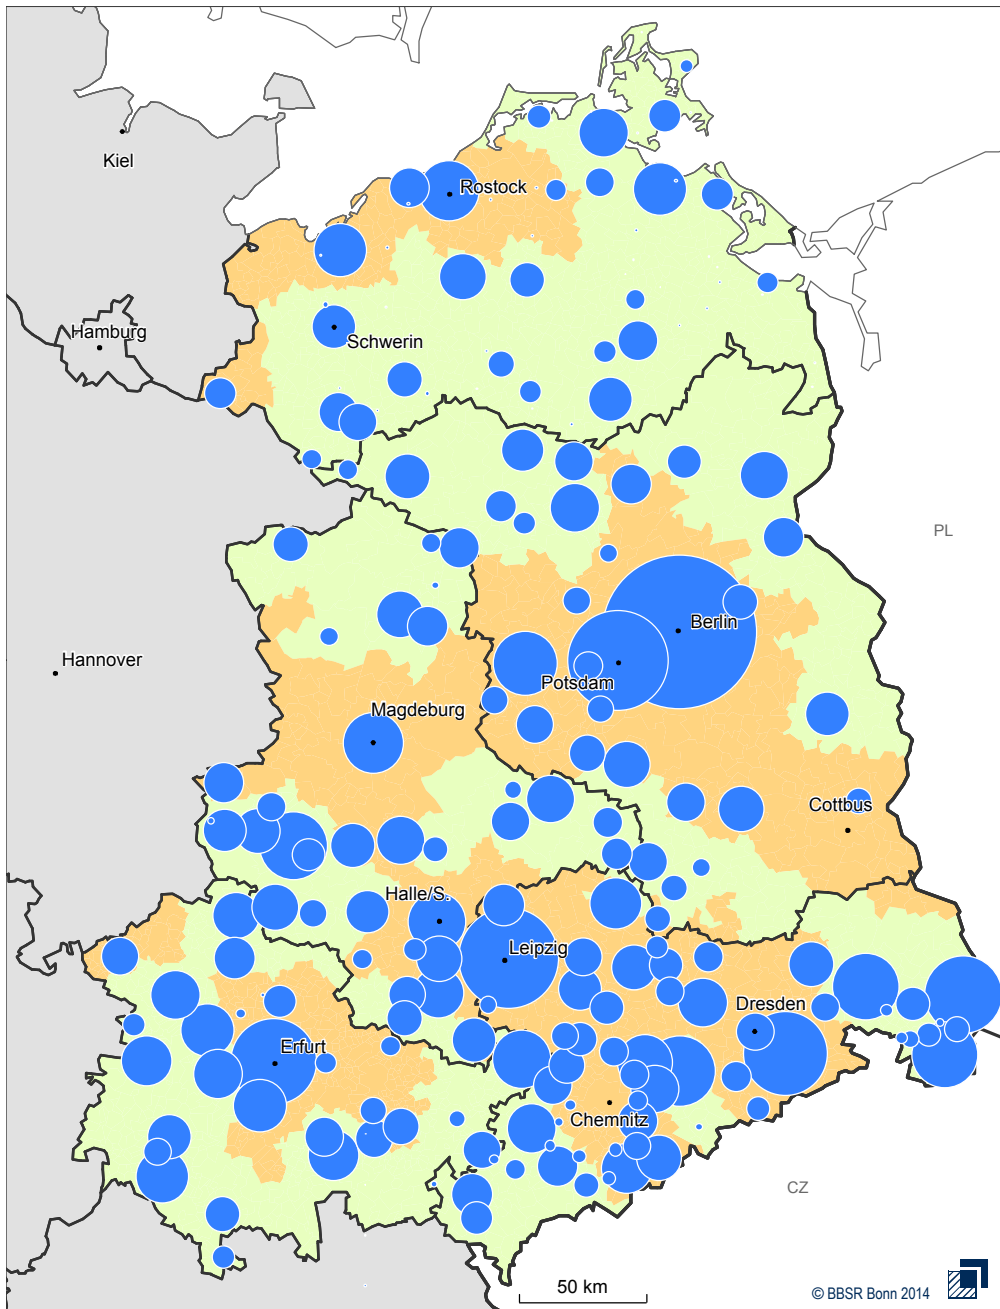 Kiel
Rostock
Hamburg
Schwerin
PL
Berlin
Hannover
Potsdam
Magdeburg
Cottbus
Halle/S.
Leipzig
Dresden
Erfurt
Chemnitz
CZ
50 km
© BBSR Bonn 2014